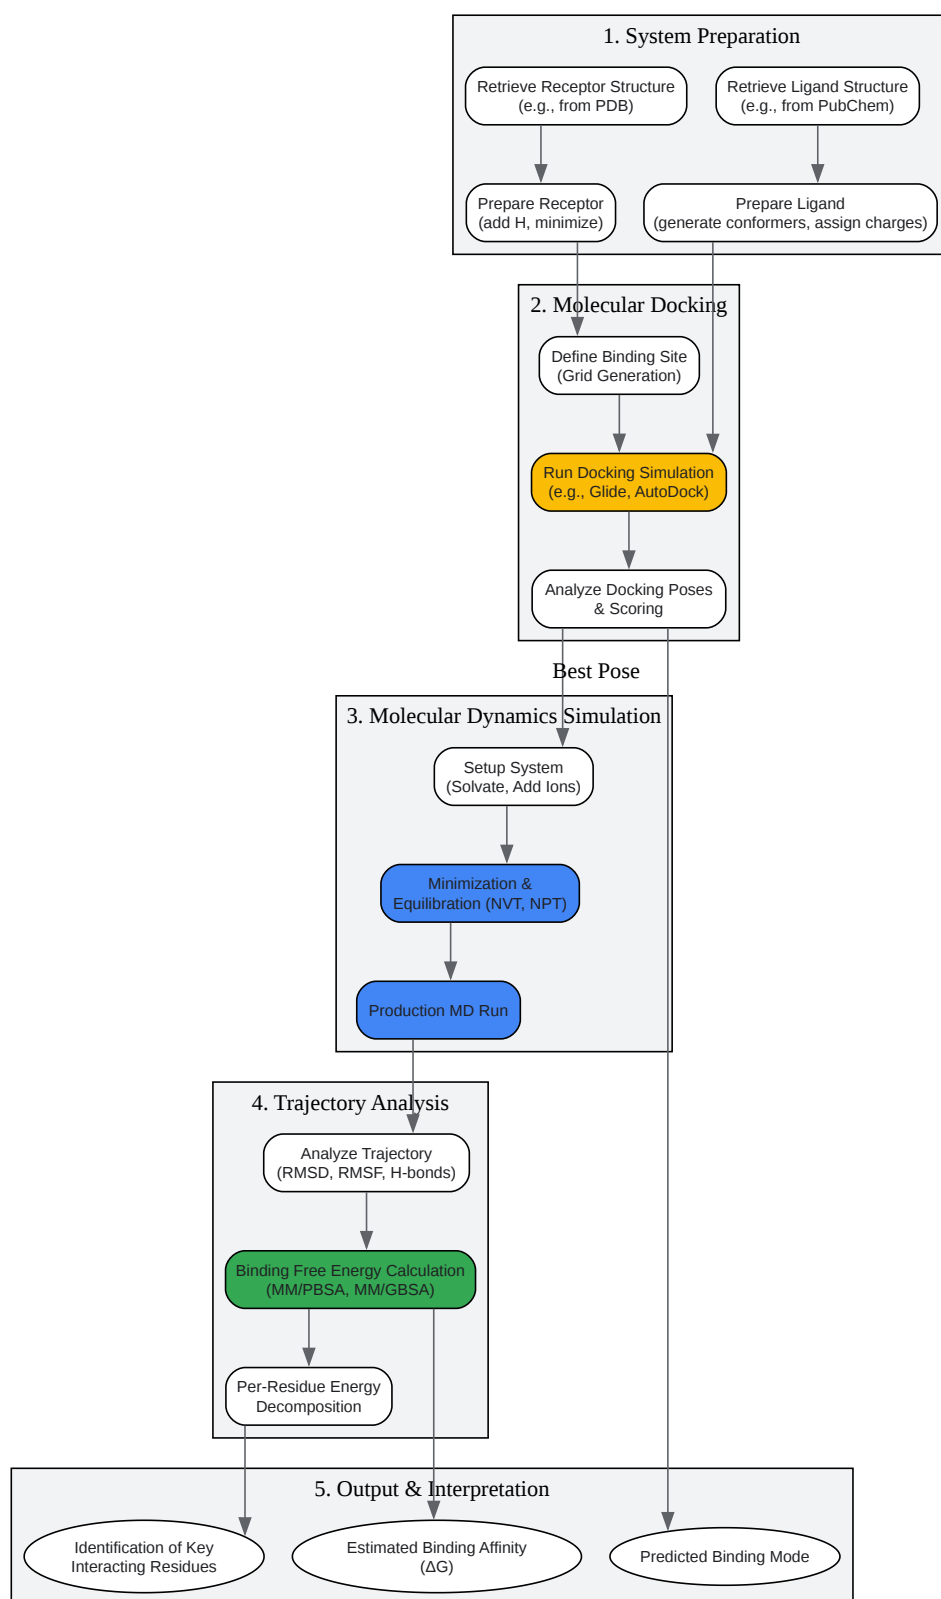 1. System Preparation
Retrieve Receptor Structure
(e.g., from PDB)
Retrieve Ligand Structure
(e.g., from PubChem)
Prepare Receptor
(add H, minimize)
Prepare Ligand
(generate conformers, assign charges)
2. Molecular Docking
Define Binding Site
(Grid Generation)
Run Docking Simulation
(e.g., Glide, AutoDock)
Analyze Docking Poses
& Scoring
Best Pose
3. Molecular Dynamics Simulation
Setup System
(Solvate, Add Ions)
Minimization &
Equilibration (NVT, NPT)
Production MD Run
4. Trajectory Analysis
Analyze Trajectory
(RMSD, RMSF, H-bonds)
Binding Free Energy Calculation
(MM/PBSA, MM/GBSA)
Per-Residue Energy
Decomposition
5. Output & Interpretation
Identification of Key
Interacting Residues
Estimated Binding Affinity
(ΔG)
Predicted Binding Mode